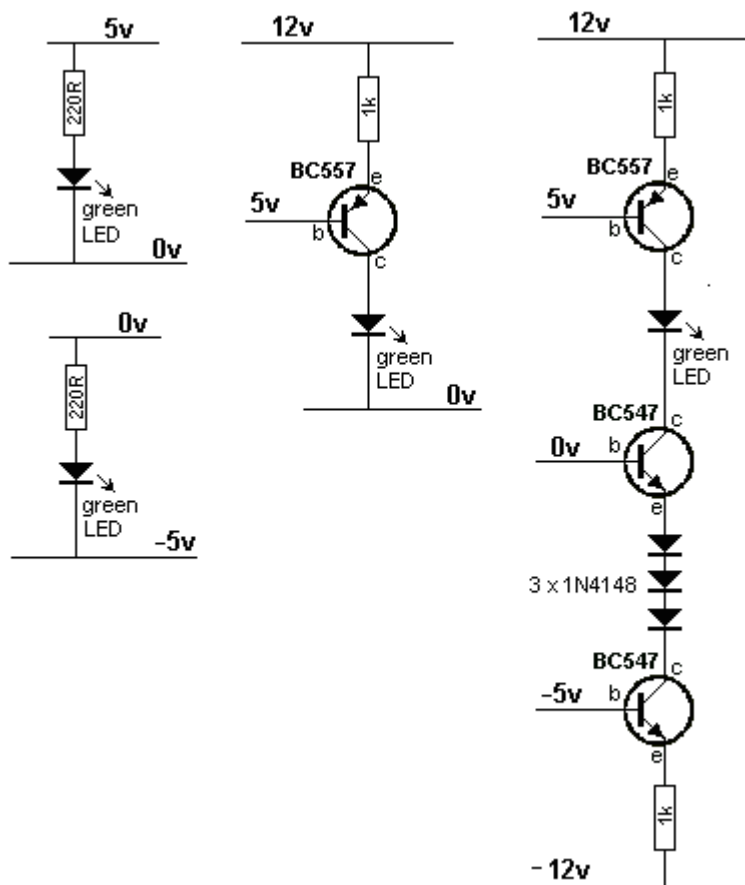 5v
220R
green
LED
0v
0v
220R
green
LED
-5v
12v
1k
BC557
e
5v
b
c
green
LED
0v
12v
1k
BC557
e
5v
b
c
green
LED
BC547
c
0v
b
e
3 x 1N4148
BC547
c
-5v
b
e
1k
-12v